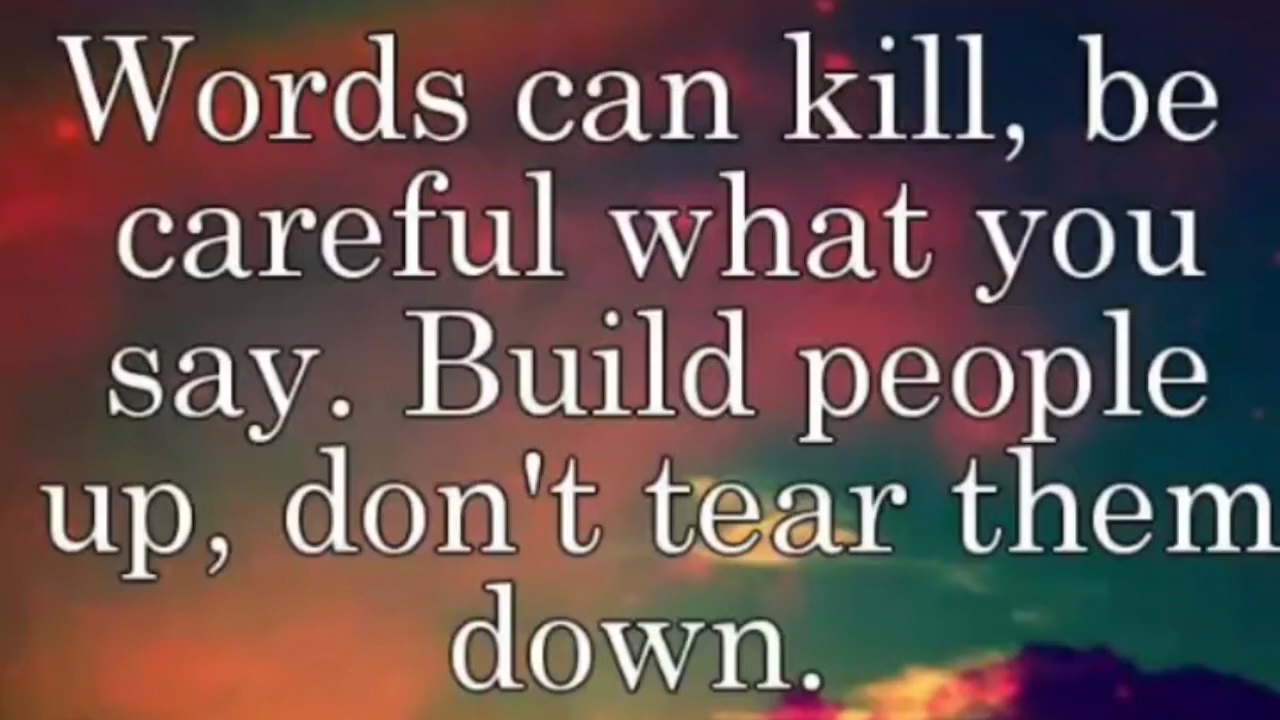 Words can kill, be
careful what you
say. Build people
up, don't tear them
down.